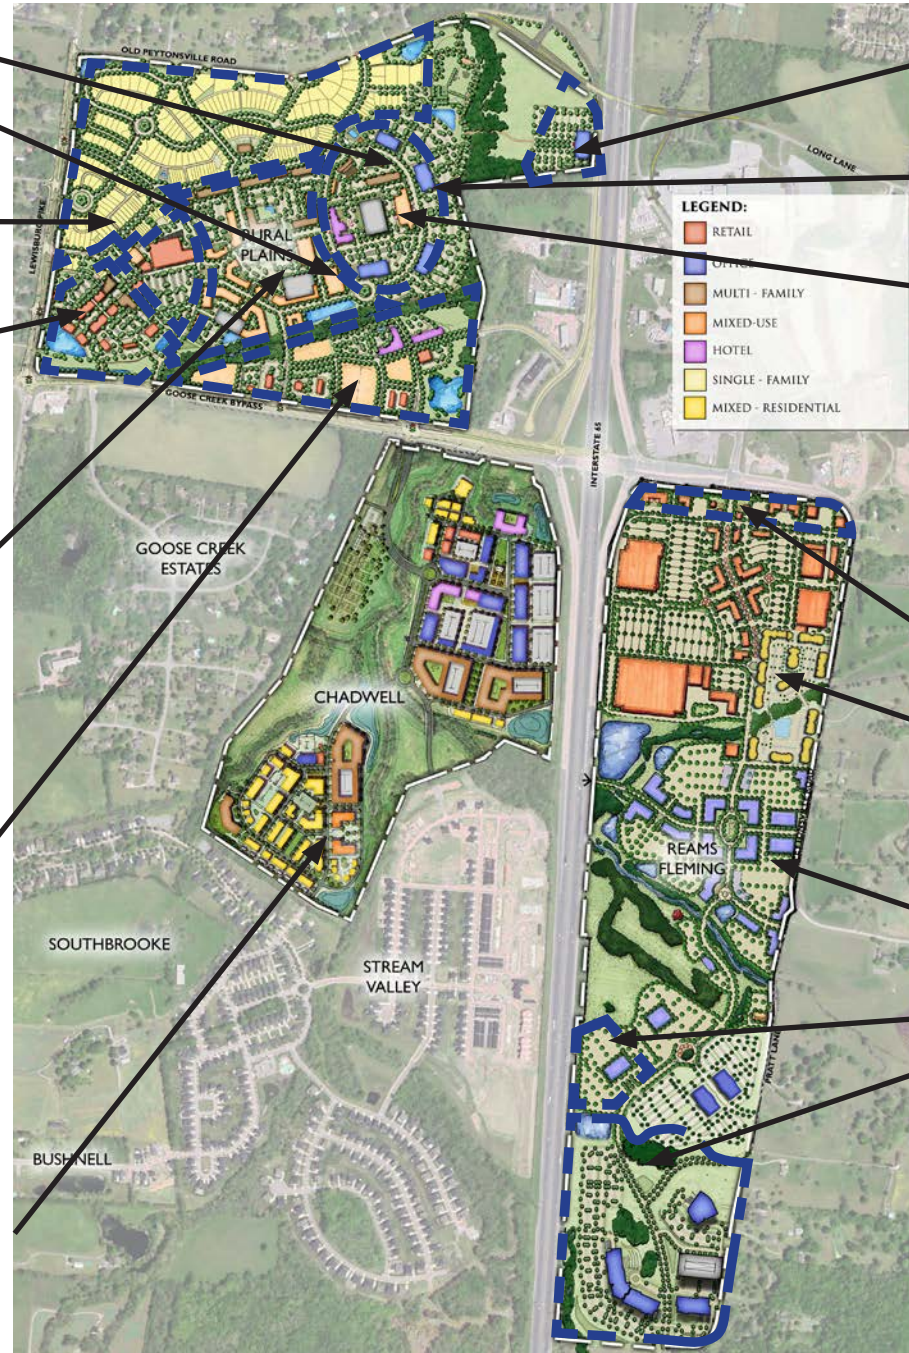 OLD PEYTONSVILLE ROAD
LONG LANE
LEWISBURG PIKE
RURAL
PLAINS
LEGEND:
RETAIL
OFFICE
MULTI - FAMILY
MIXED-USE
HOTEL
SINGLE - FAMILY
MIXED - RESIDENTIAL
GOOSE CREEK BYPASS
INTERSTATE 65
GOOSE CREEK
ESTATES
CHADWELL
REAMS
FLEMING
SOUTHBROOKE
STREAM
VALLEY
PRATT LANE
BUSHNELL